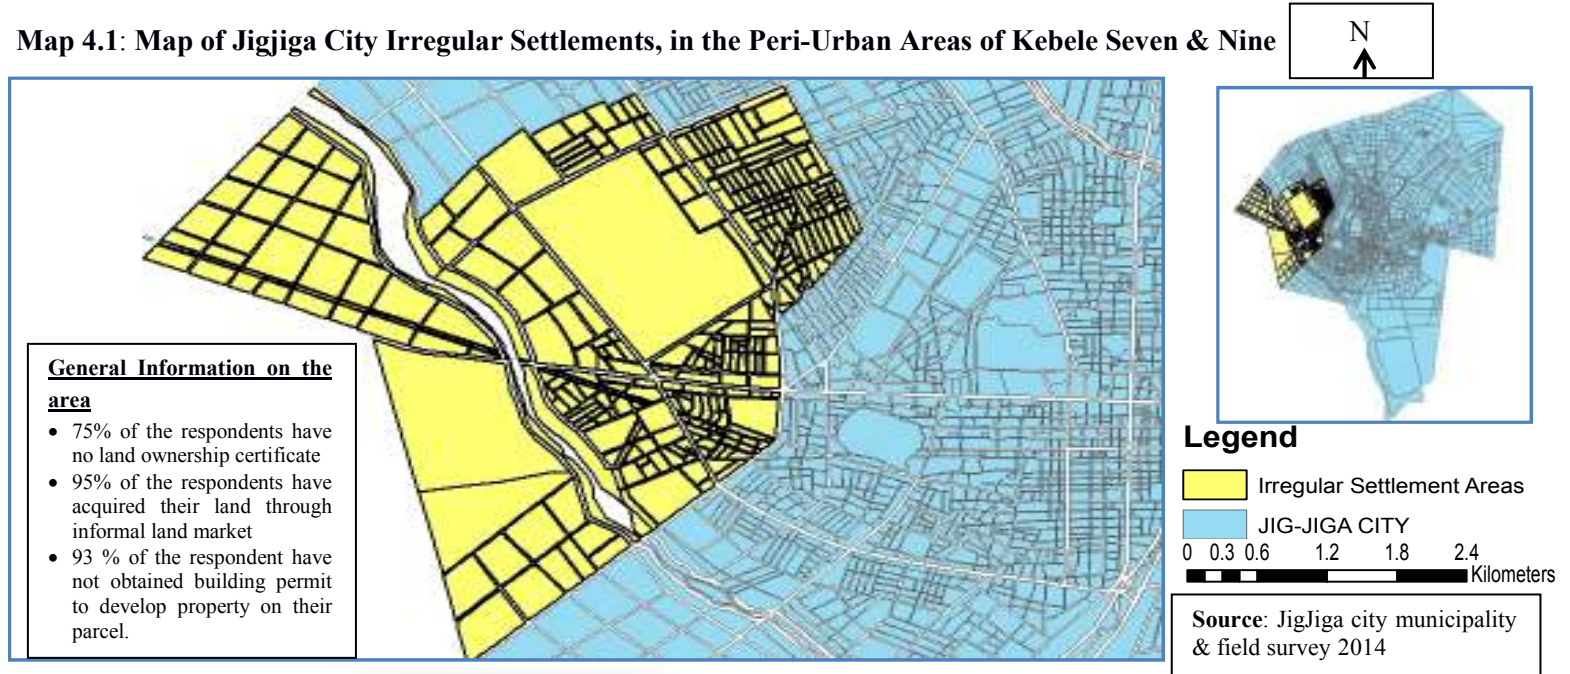 Map 4.1: Map of Jigjiga City Irregular Settlements, in the Peri-Urban Areas of Kebele Seven & Nine
N
General Information on the
area
• 75% of the respondents have
no land ownership certificate
• 95% of the respondents have
acquired their land through
informal land market
• 93 % of the respondent have
not obtained building permit
to develop property on their
parcel.
Legend
Irregular Settlement Areas
JIG-JIGA CITY
0 0.3 0.6 1.2 1.8 2.4
Kilometers
Source: JigJiga city municipality
& field survey 2014